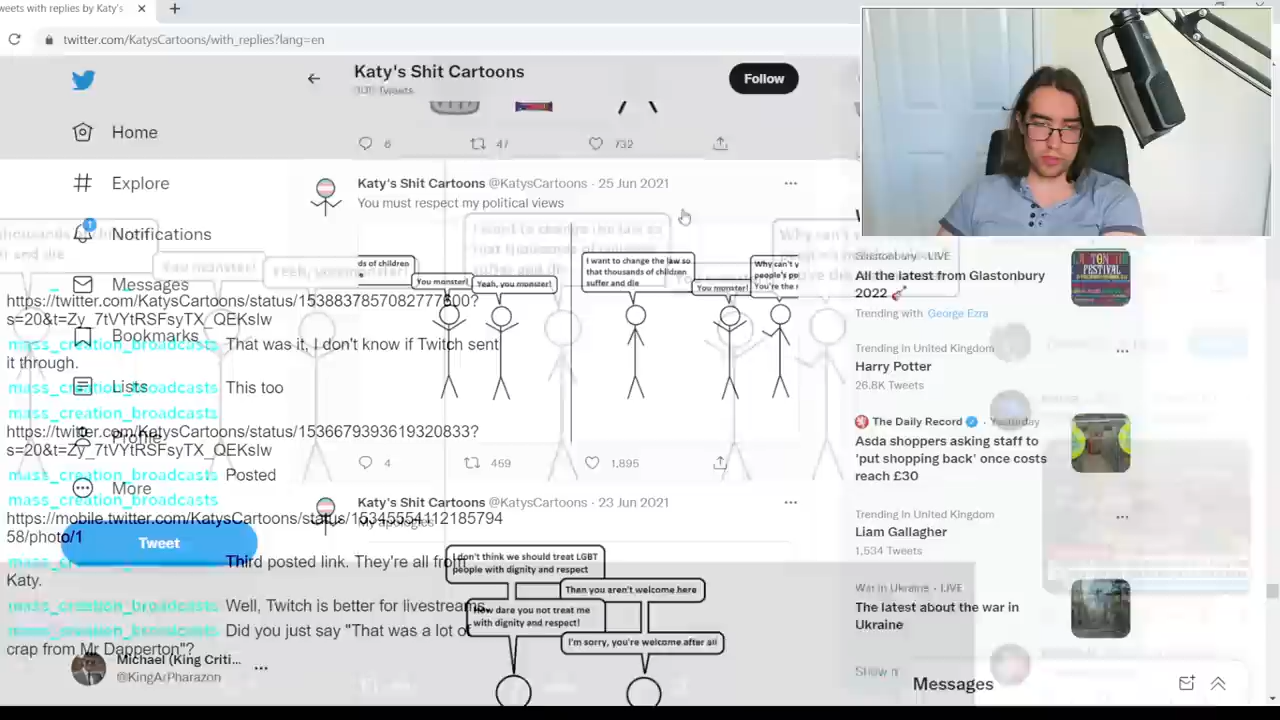 weets with replies by Katy's
twitter.com/KatysCartoons/with_replies?lang=en
Katy's Shit Cartoons
Follow
Tweets
Home
Explore
Notifications
1
Messages
Bookmarks
Lists
Profile
More
Tweet
Michael (King Criti...
@KingArPharazon
6
47
732
Katy's Shit Cartoons @KatysCartoons · 25 Jun 2021
You must respect my political views
ds of children
You monster!
Yeah, you monster!
I want to change the law so
that thousands of children
suffer and die
You monster!
Why can't y
people's po
You're the
4
469
1,895
Katy's Shit Cartoons @KatysCartoons · 23 Jun 2021
My apologies
I don't think we should treat LGBT
people with dignity and respect
Then you aren't welcome here
How dare you not treat me
with dignity and respect!
I'm sorry, you're welcome after all
https://twitter.com/KatysCartoons/status/1538837857082777600?
s=20&t=Zy_7tVYtRSFsyTX_QEKsIw
mass_creation_broadcasts That was it, I don't know if Twitch sent
it through.
mass_creation_broadcasts This too
mass_creation_broadcasts
https://twitter.com/KatysCartoons/status/1536679393619320833?
s=20&t=Zy_7tVYtRSFsyTX_QEKsIw
mass_creation_broadcasts Posted
mass_creation_broadcasts
https://mobile.twitter.com/KatysCartoons/status/15345554112185794
58/photo/1
mass_creation_broadcasts Third posted link. They're all from
Katy.
mass_creation_broadcasts Well, Twitch is better for livestreams.
mass_creation_broadcasts Did you just say "That was a lot of
crap from Mr Dapperton"?
Glastonbury · LIVE
All the latest from Glastonbury
2022
Trending with George Ezra
Trending in United Kingdom
Harry Potter
26.8K Tweets
The Daily Record · Yesterday
Asda shoppers asking staff to
'put shopping back' once costs
reach £30
Trending in United Kingdom
Liam Gallagher
1,534 Tweets
War in Ukraine · LIVE
The latest about the war in
Ukraine
Show
Messages